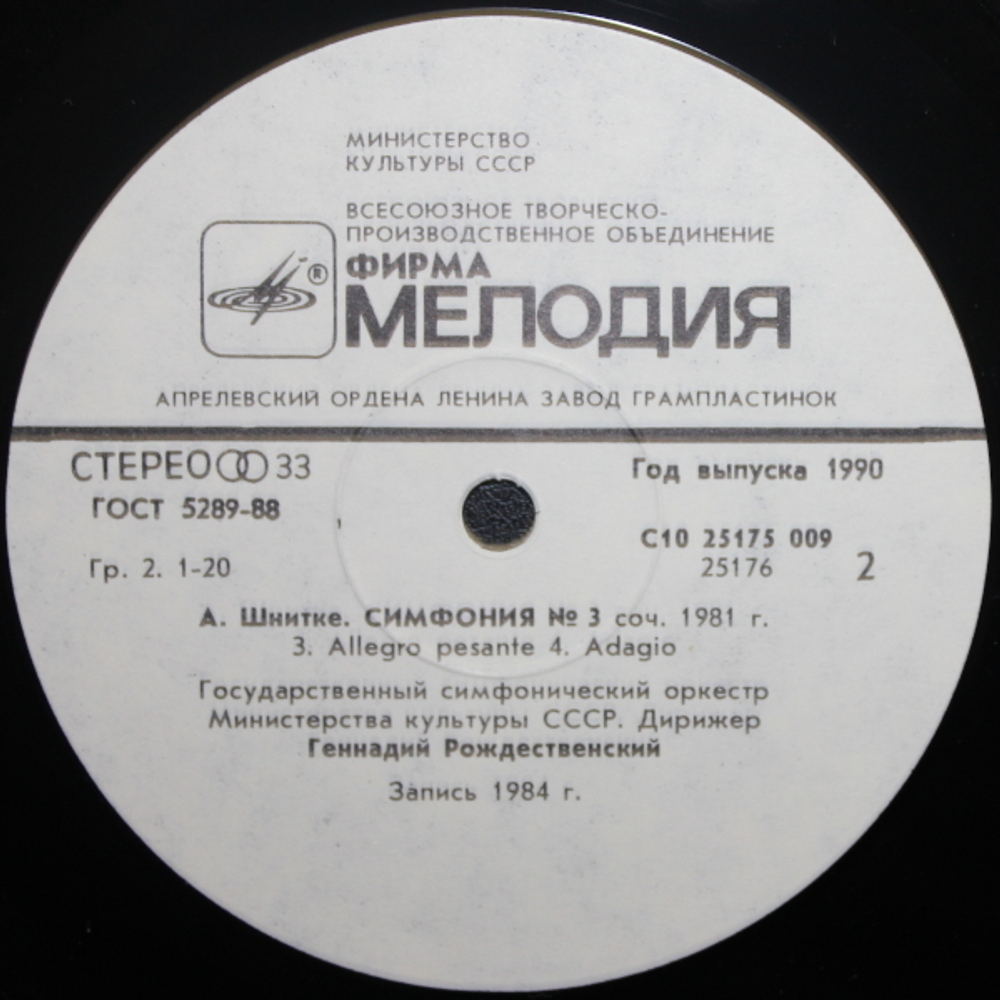 МИНИСТЕРСТВО
КУЛЬТУРЫ СССР
ВСЕСОЮЗНОЕ ТВОРЧЕСКО-
ПРОИЗВОДСТВЕННОЕ ОБЪЕДИНЕНИЕ
ФИРМА
®
МЕЛОДИЯ
АПРЕЛЕВСКИЙ ОРДЕНА ЛЕНИНА ЗАВОД ГРАМПЛАСТИНОК
СТЕРЕО 33
Год выпуска 1990
ГОСТ 5289-88
С10 25175 009
Гр. 2. 1-20
25176 2
А. Шнитке. СИМФОНИЯ № 3 соч. 1981 г.
3. Allegro pesante 4. Adagio
Государственный симфонический оркестр
Министерства культуры СССР. Дирижер
Геннадий Рождественский
Запись 1984 г.